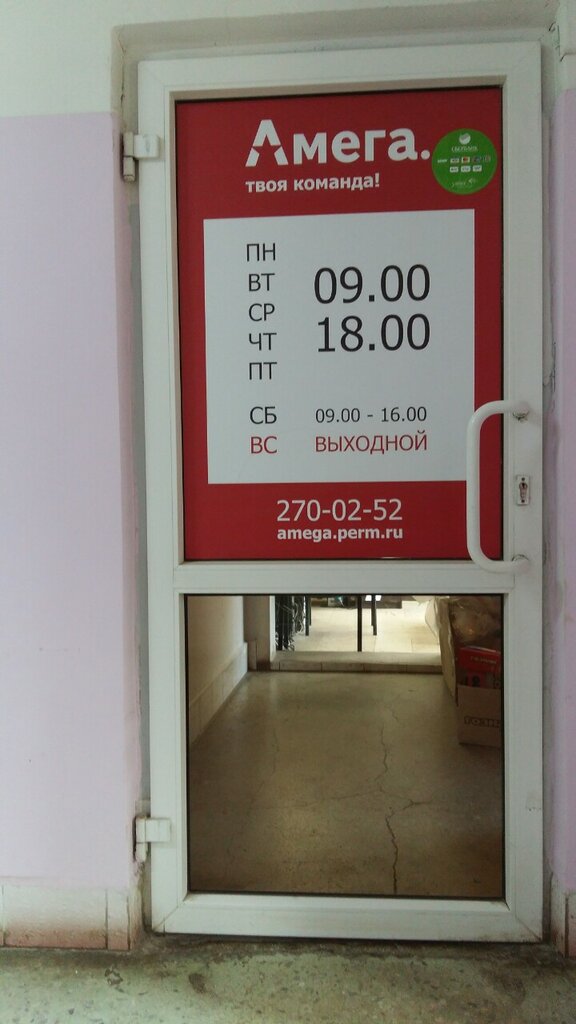 Амега.
твоя команда!
СБЕРБАНК
ПН
ВТ
СР
ЧТ
ПТ
09.00
18.00
СБ 09.00 - 16.00
ВС ВЫХОДНОЙ
270-02-52
amega.perm.ru